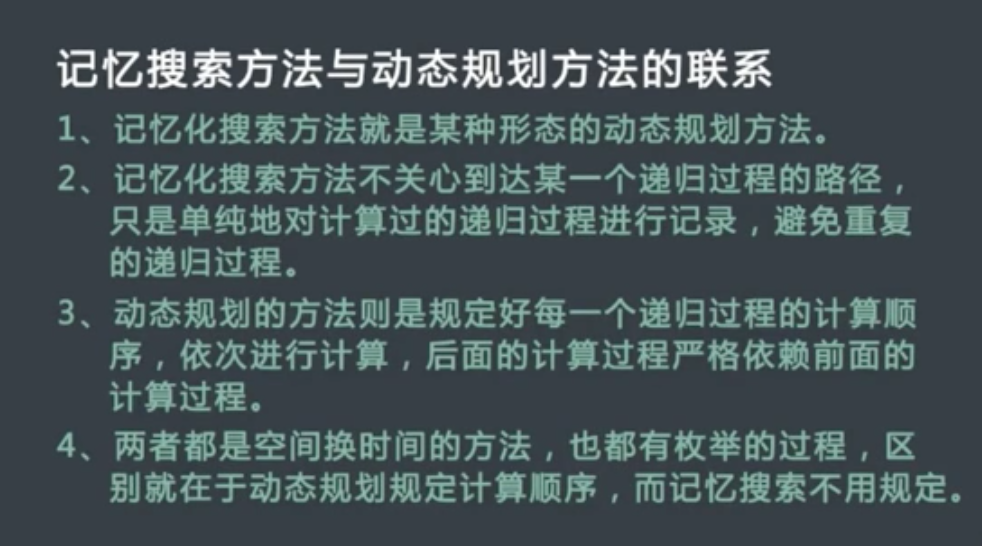 记忆搜索方法与动态规划方法的联系
1、记忆化搜索方法就是某种形态的动态规划方法。
2、记忆化搜索方法不关心到达某一个递归过程的路径，
只是单纯地对计算过的递归过程进行记录，避免重复
的递归过程。
3、动态规划的方法则是规定好每一个递归过程的计算顺
序，依次进行计算，后面的计算过程严格依赖前面的
计算过程。
4、两者都是空间换时间的方法，也都有枚举的过程，区
别就在于动态规划规定计算顺序，而记忆搜索不用规定。